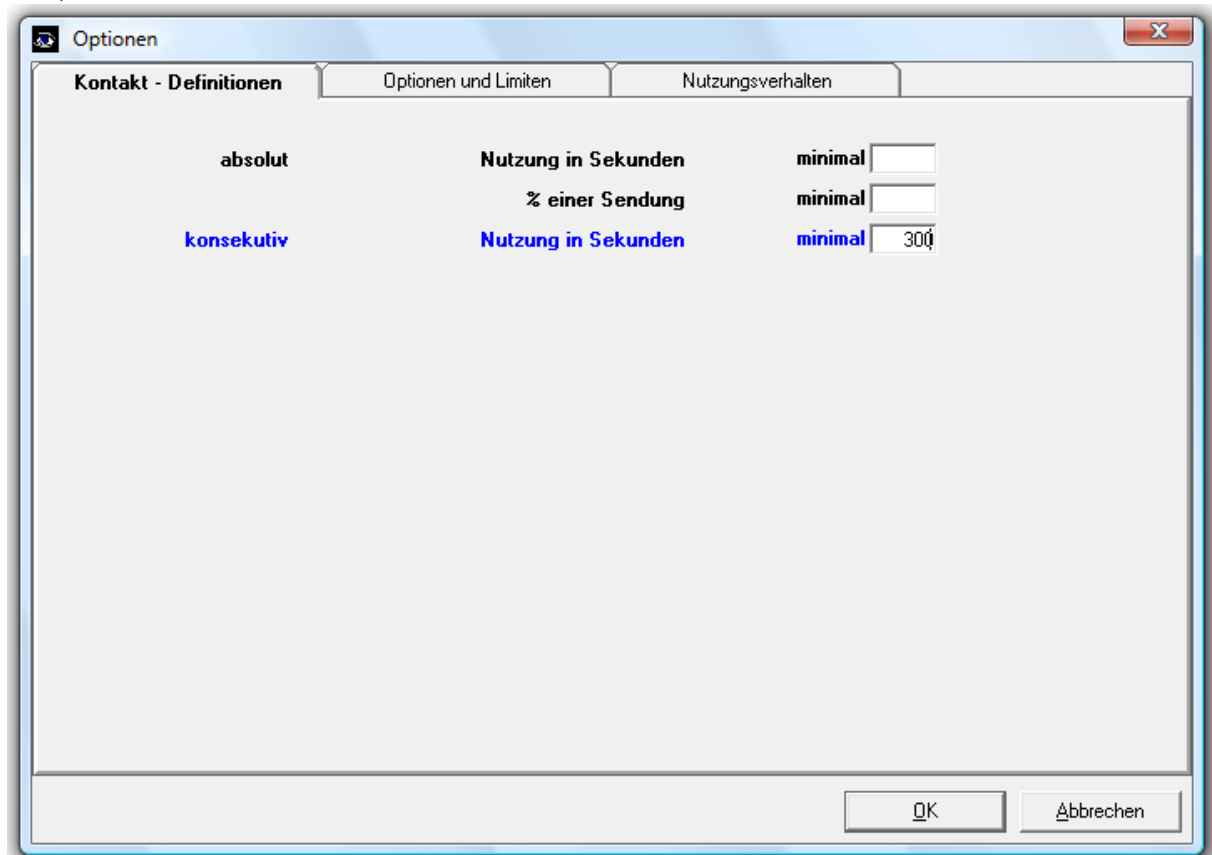 Optionen
Kontakt - Definitionen Optionen und Limiten Nutzungsverhalten
absolut Nutzung in Sekunden minimal
% einer Sendung minimal
konsekutiv Nutzung in Sekunden minimal 300
OK Abbrechen